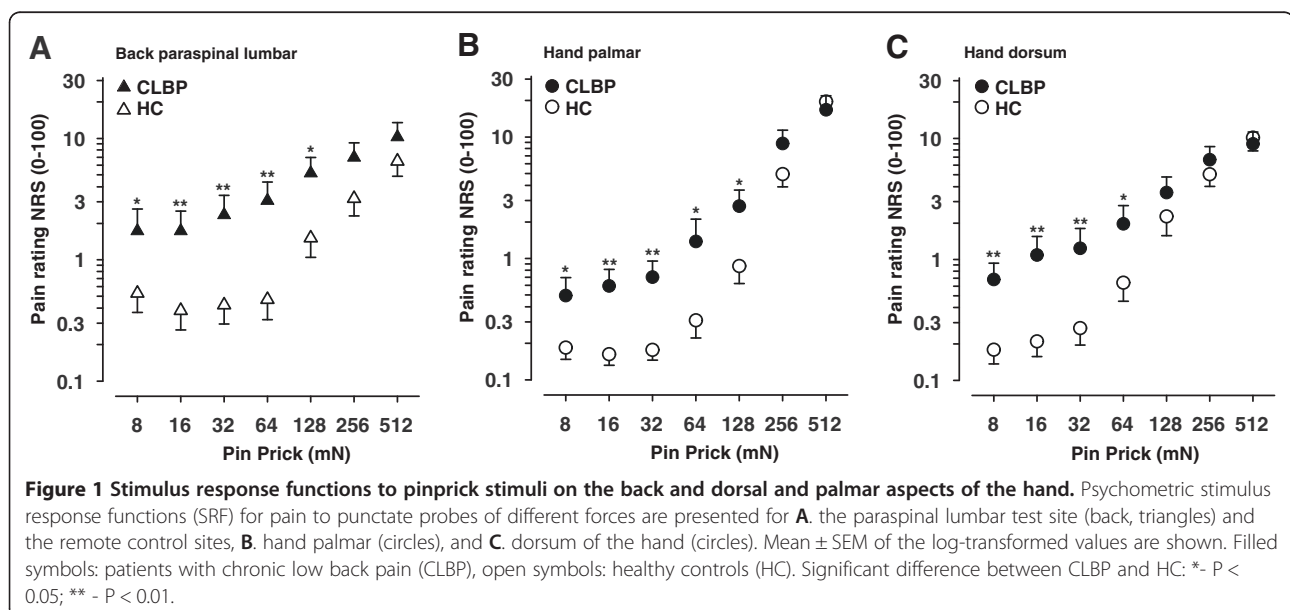 A
Back paraspinal lumbar
CLBP
HC
Pain rating NRS (0-100)
30
10
3
1
0.3
0.1
* ** ** ** *
8 16 32 64 128 256 512
Pin Prick (mN)
B
Hand palmar
CLBP
HC
Pain rating NRS (0-100)
30
10
3
1
0.3
0.1
* ** ** * *
8 16 32 64 128 256 512
Pin Prick (mN)
C
Hand dorsum
CLBP
HC
Pain rating NRS (0-100)
30
10
3
1
0.3
0.1
** ** ** *
8 16 32 64 128 256 512
Pin Prick (mN)
Figure 1 Stimulus response functions to pinprick stimuli on the back and dorsal and palmar aspects of the hand. Psychometric stimulus
response functions (SRF) for pain to punctate probes of different forces are presented for A. the paraspinal lumbar test site (back, triangles) and
the remote control sites, B. hand palmar (circles), and C. dorsum of the hand (circles). Mean ± SEM of the log-transformed values are shown. Filled
symbols: patients with chronic low back pain (CLBP), open symbols: healthy controls (HC). Significant difference between CLBP and HC: *- P <
0.05; ** - P < 0.01.